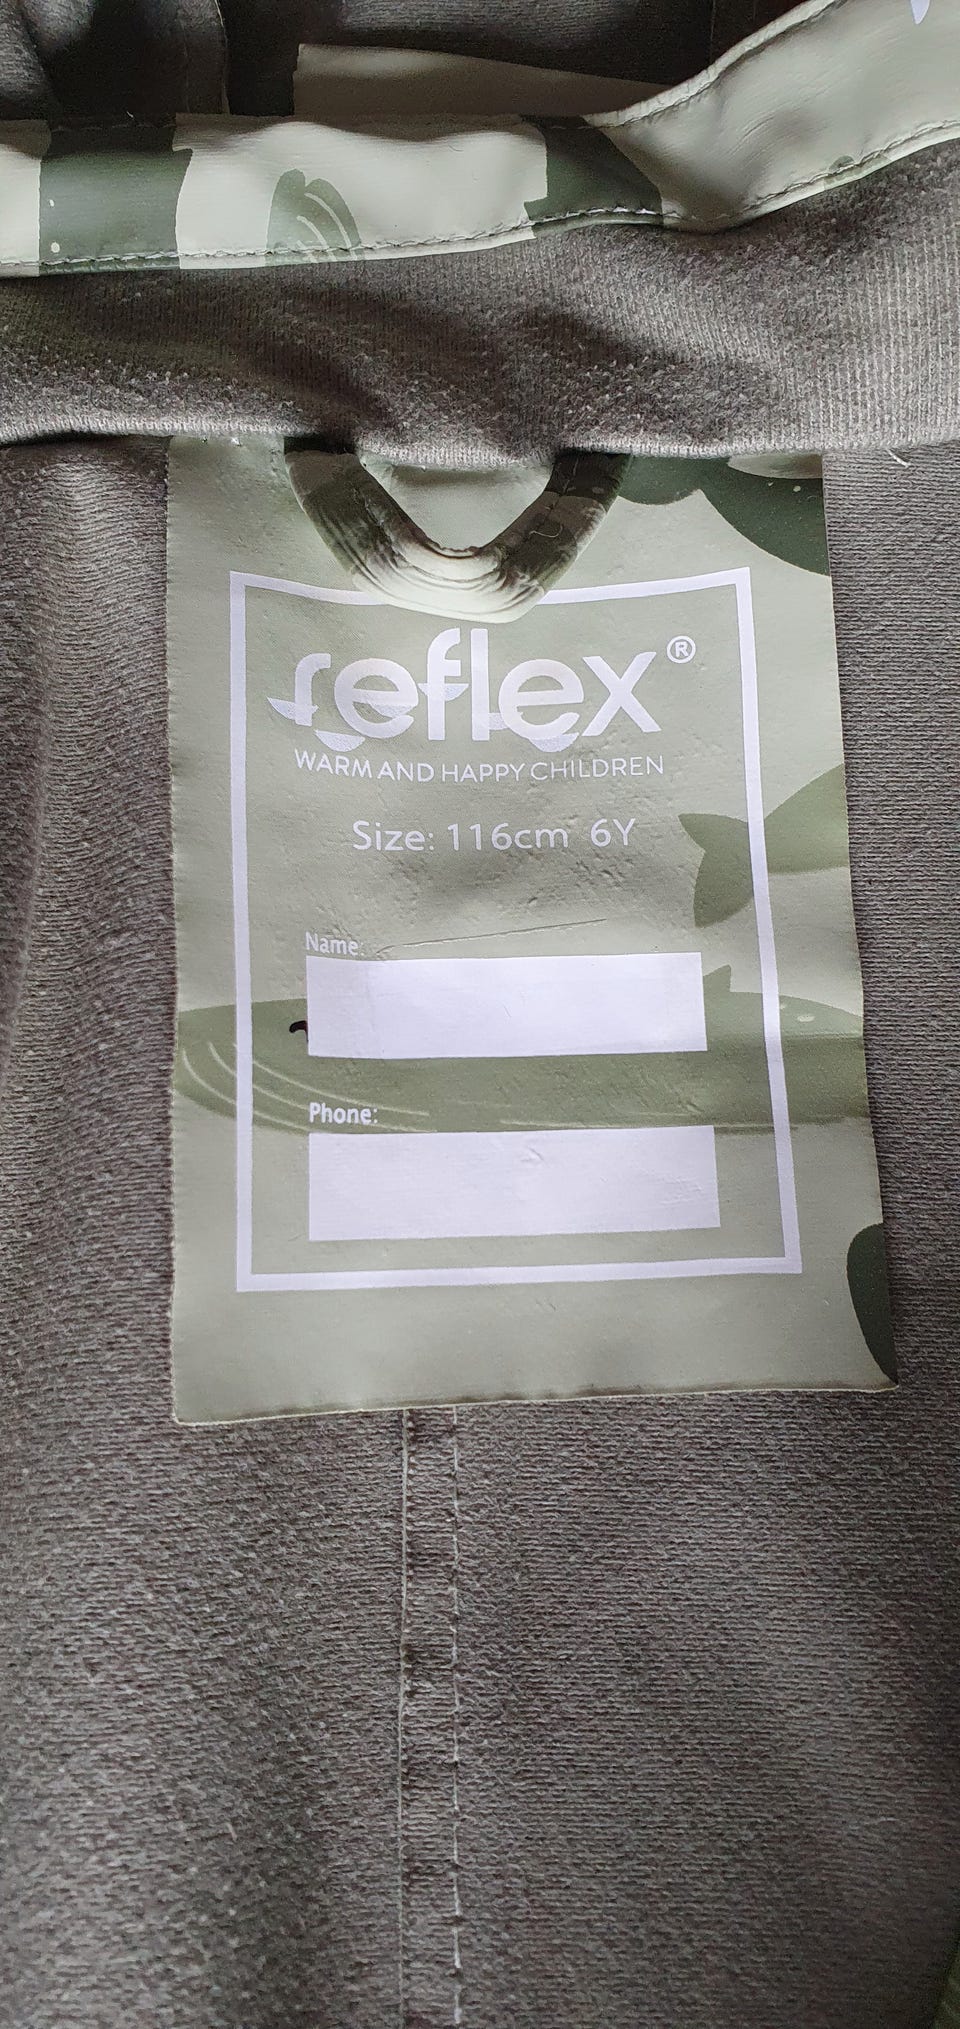 reflex®
WARM AND HAPPY CHILDREN
Size: 116cm 6Y
Name:
Phone: